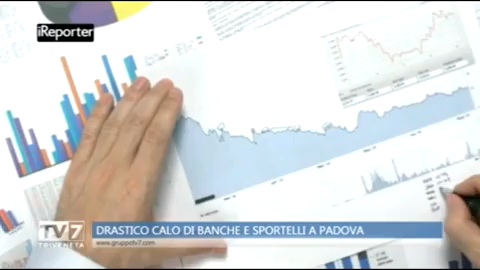 iReporter
TV7
TRIVENETA
DRASTICO CALO DI BANCHE E SPORTELLI A PADOVA
www.gruppotv7.com